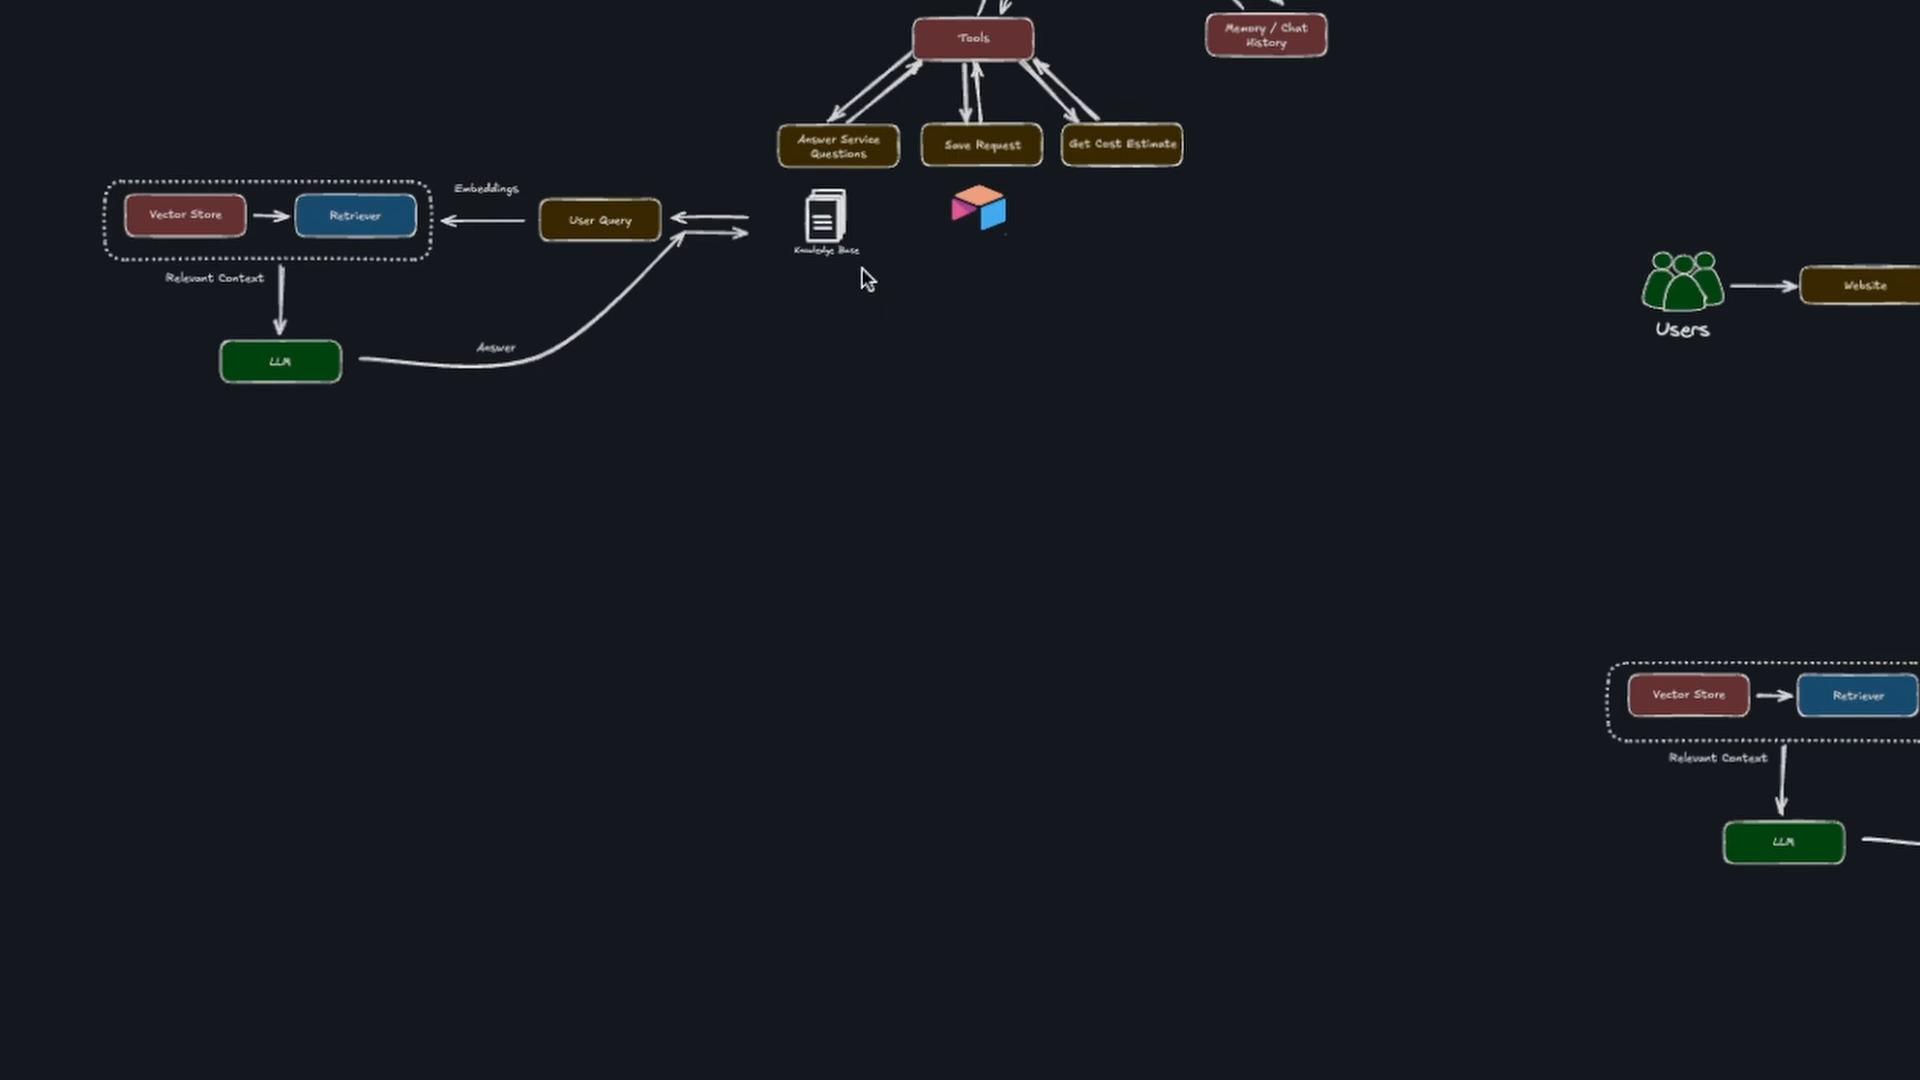 Tools
Memory / Chat
History
Answer Service
Questions
Save Request
Get Cost Estimate
Vector Store
Retriever
Embeddings
User Query
Knowledge Base
Relevant Context
LLM
Answer
Users
Website
Vector Store
Retriever
Relevant Context
LLM